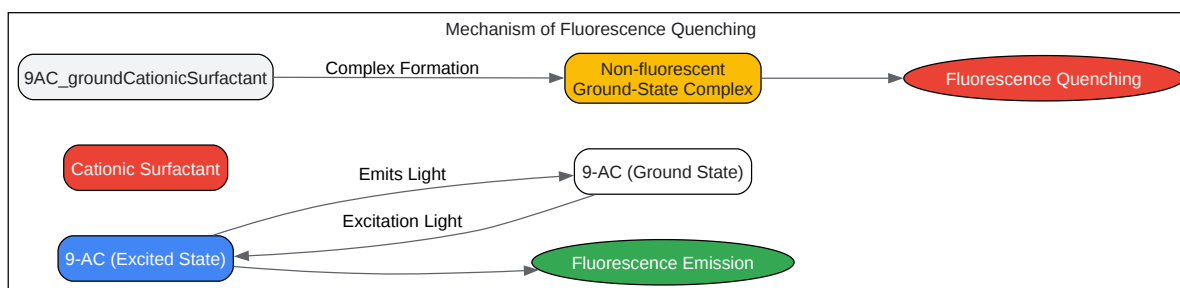 Mechanism of Fluorescence Quenching
9AC_groundCationicSurfactant
Complex Formation
Non-fluorescent
Ground-State Complex
Fluorescence Quenching
Cationic Surfactant
Emits Light
9-AC (Ground State)
Excitation Light
9-AC (Excited State)
Fluorescence Emission